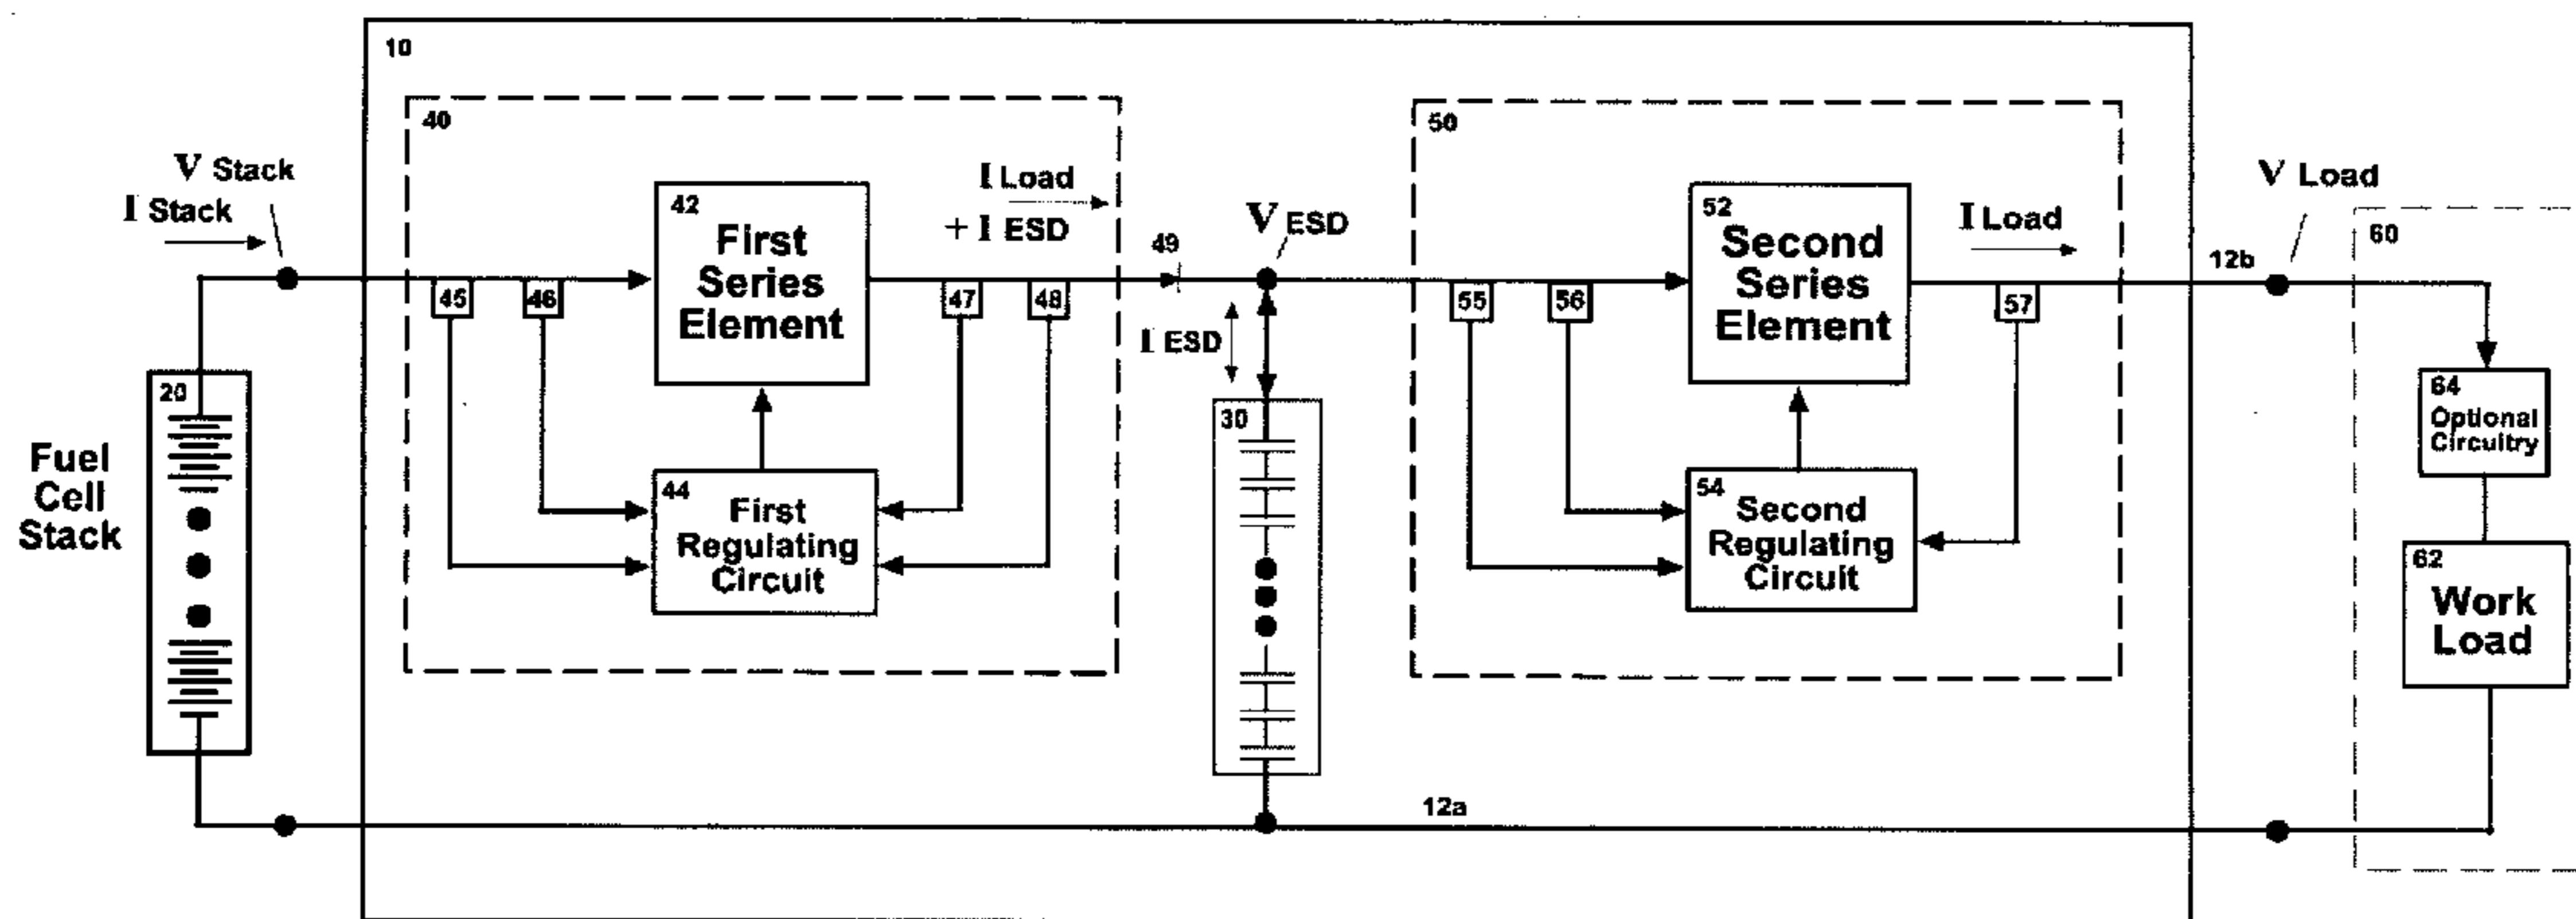 10
40
50
V Stack
I Stack
42
First
Series
Element
I Load
+ I ESD
49
V ESD
52
Second
Series
Element
I Load
12b
V Load
60
45
46
47
48
I ESD
55
56
57
20
Fuel
Cell
Stack
44
First
Regulating
Circuit
30
54
Second
Regulating
Circuit
64
Optional
Circuitry
62
Work
Load
12a